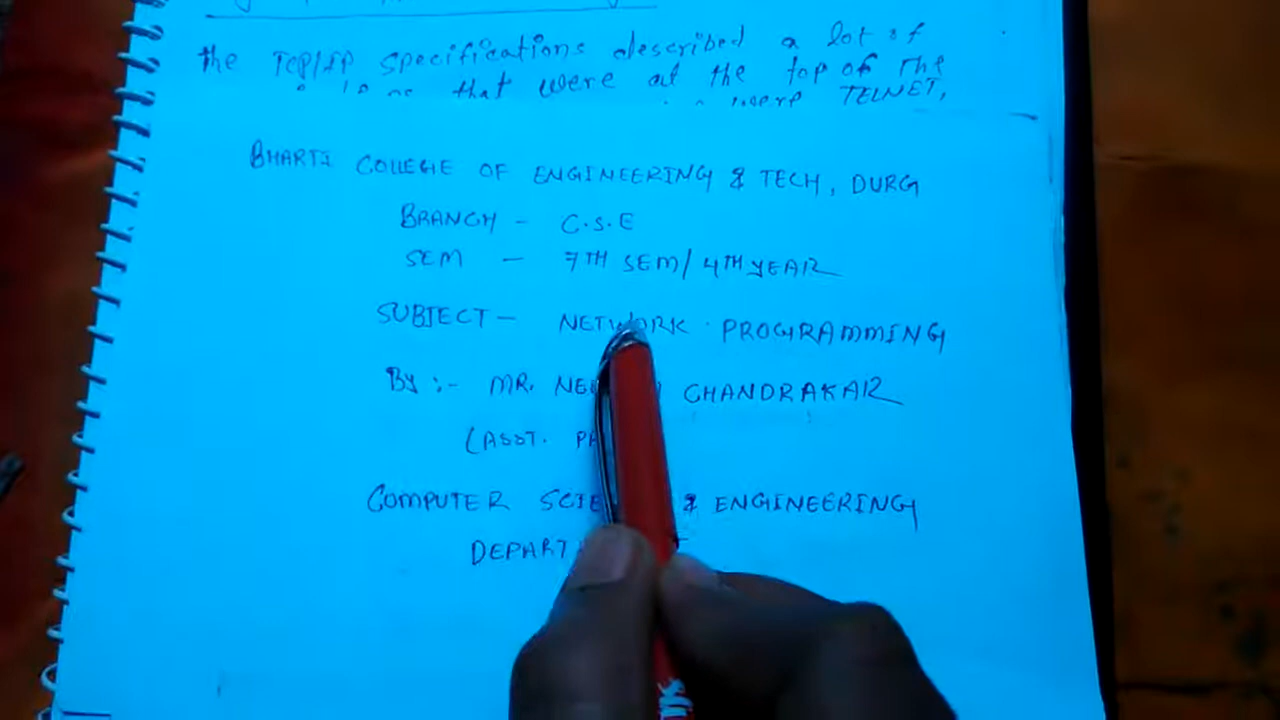 the TCP/IP specifications described a lot of
that were at the top of the
were TELNET,
BHARTI COLLEGE OF ENGINEERING & TECH, DURG
BRANCH - C.S.E
SEM - 7TH SEM/4TH YEAR
SUBJECT- NETWORK PROGRAMMING
By :- MR. CHANDRAKAR
(ASST.
COMPUTER & ENGINEERING